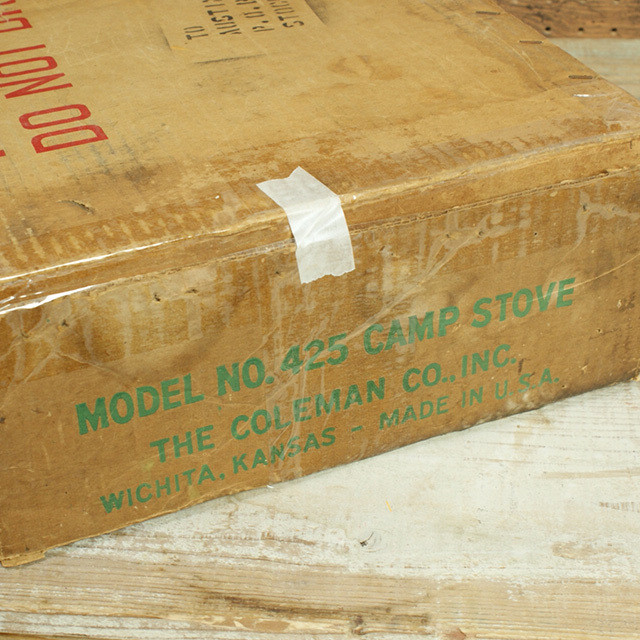 DO NOT
MODEL NO. 425 CAMP STOVE
THE COLEMAN CO., INC.
WICHITA, KANSAS - MADE IN U.S.A.